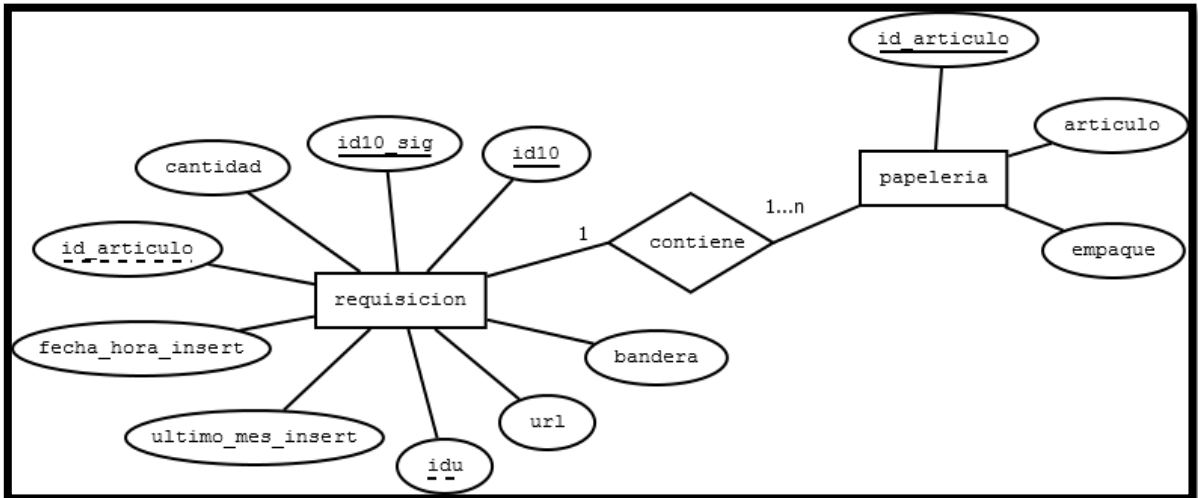 id_articulo
articulo
id10_sig
id10
cantidad
papeleria
1...n
1
contiene
id_articulo
empaque
requisicion
fecha_hora_insert
bandera
url
ultimo_mes_insert
idu